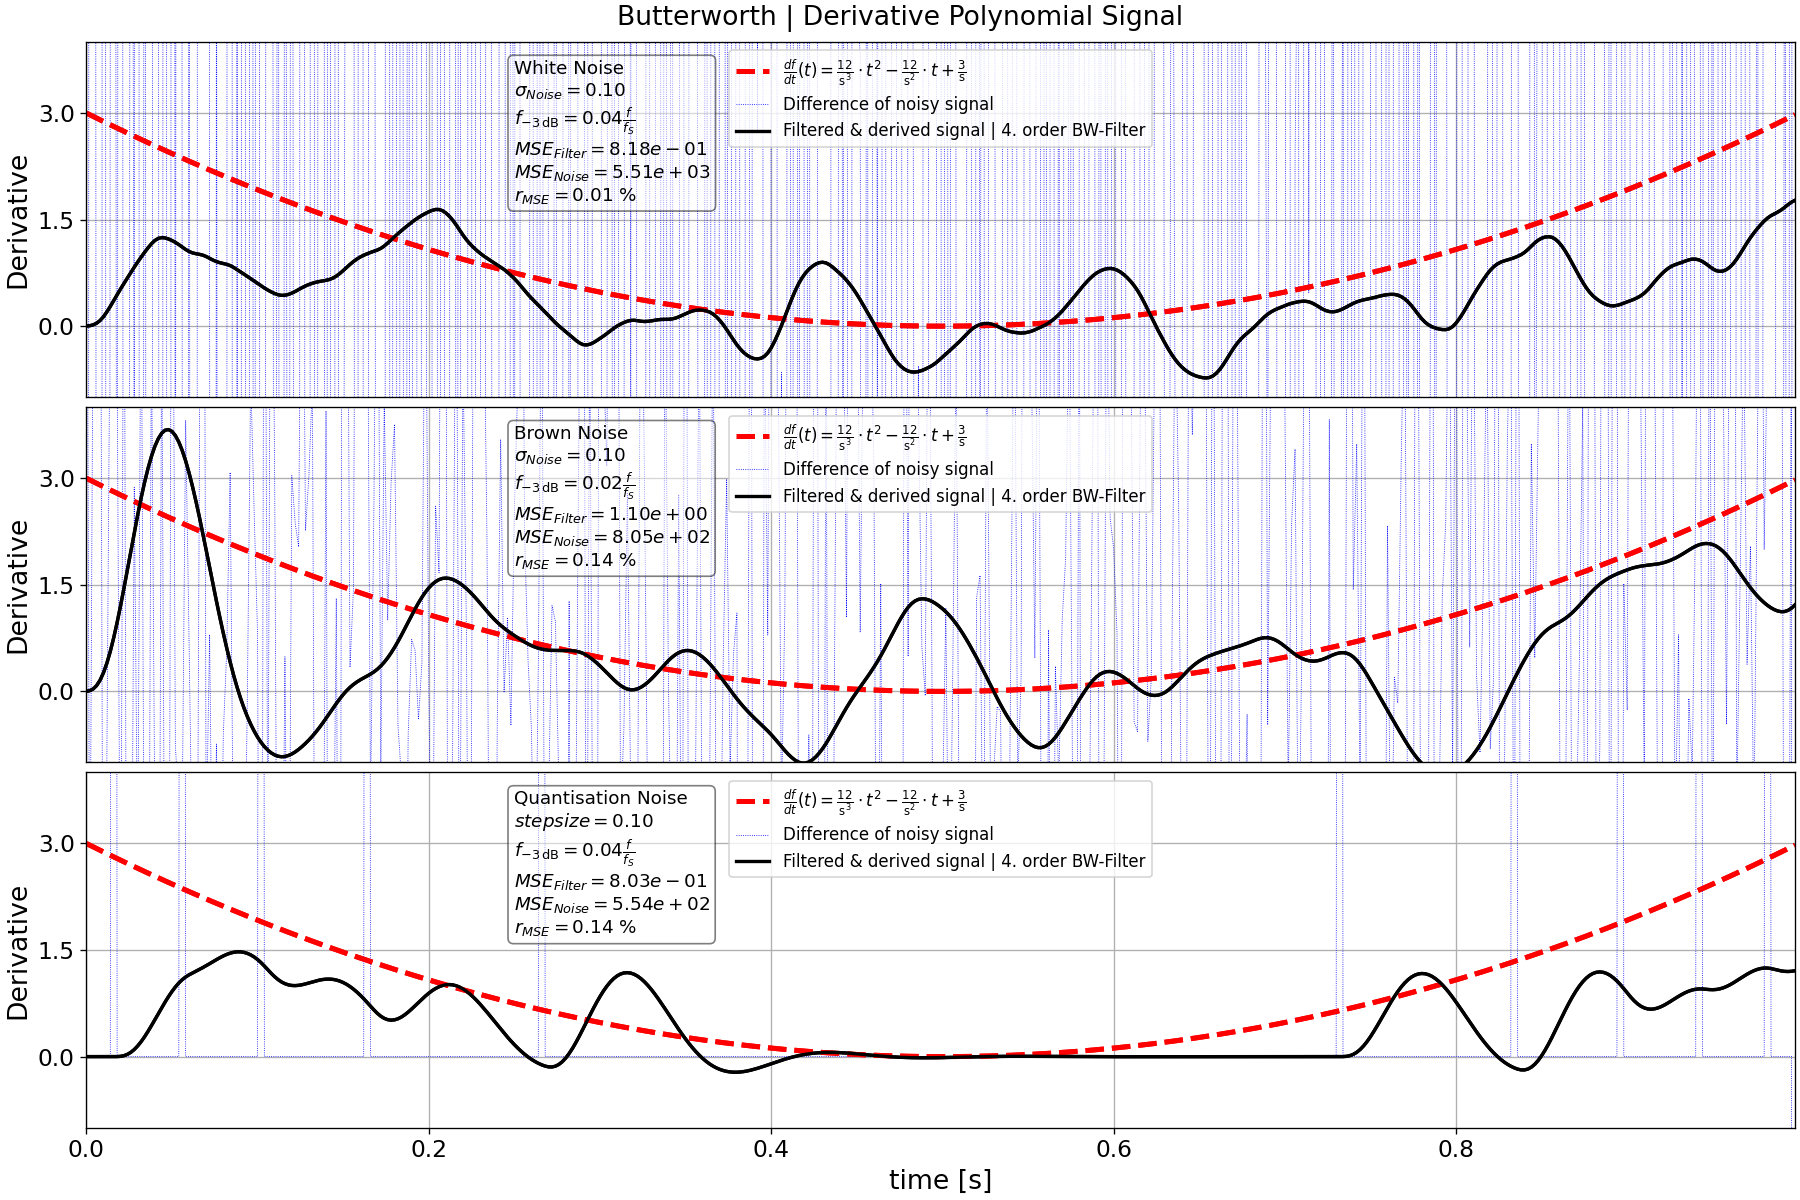 Butterworth | Derivative Polynomial Signal
Derivative
3.0
1.5
0.0
White Noise
σ_Noise = 0.10
f_−3 dB = 0.04 f/f_S
MSE_Filter = 8.18e − 01
MSE_Noise = 5.51e + 03
r_MSE = 0.01 %
df/dt(t) = 12/s³ · t² − 12/s² · t + 3/s
Difference of noisy signal
Filtered & derived signal | 4. order BW-Filter
Derivative
3.0
1.5
0.0
Brown Noise
σ_Noise = 0.10
f_−3 dB = 0.02 f/f_S
MSE_Filter = 1.10e + 00
MSE_Noise = 8.05e + 02
r_MSE = 0.14 %
df/dt(t) = 12/s³ · t² − 12/s² · t + 3/s
Difference of noisy signal
Filtered & derived signal | 4. order BW-Filter
Derivative
3.0
1.5
0.0
Quantisation Noise
stepsize = 0.10
f_−3 dB = 0.04 f/f_S
MSE_Filter = 8.03e − 01
MSE_Noise = 5.54e + 02
r_MSE = 0.14 %
df/dt(t) = 12/s³ · t² − 12/s² · t + 3/s
Difference of noisy signal
Filtered & derived signal | 4. order BW-Filter
0.0 0.2 0.4 0.6 0.8
time [s]